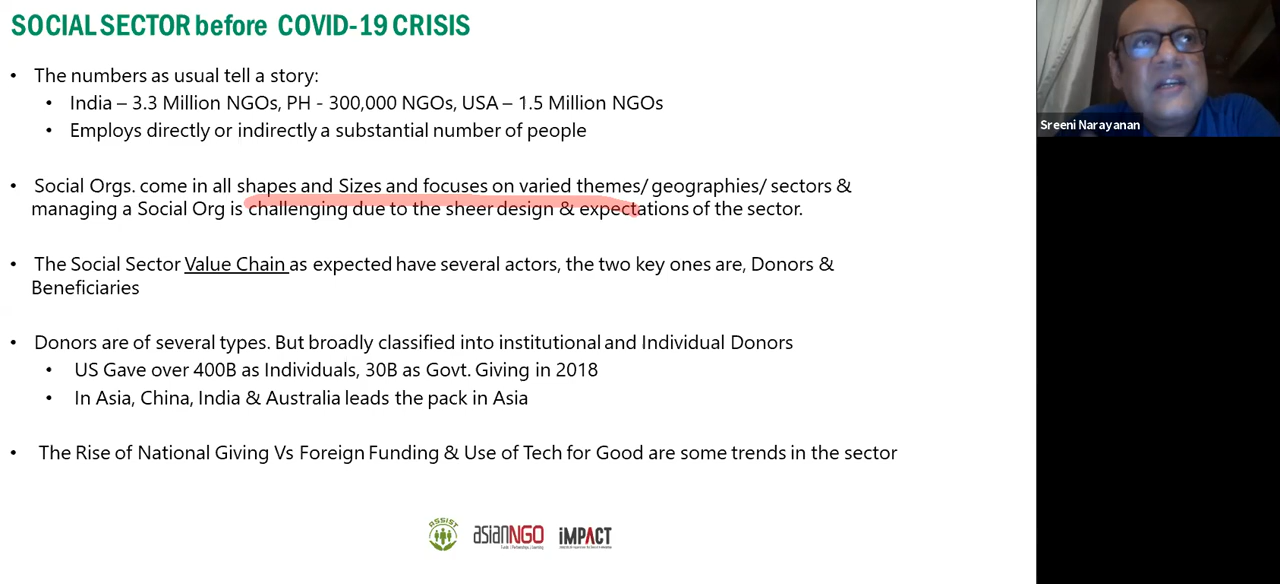 SOCIAL SECTOR before COVID-19 CRISIS
• The numbers as usual tell a story:
• India – 3.3 Million NGOs, PH - 300,000 NGOs, USA – 1.5 Million NGOs
• Employs directly or indirectly a substantial number of people
• Social Orgs. come in all shapes and Sizes and focuses on varied themes/ geographies/ sectors &
managing a Social Org is challenging due to the sheer design & expectations of the sector.
• The Social Sector Value Chain as expected have several actors, the two key ones are, Donors &
Beneficiaries
• Donors are of several types. But broadly classified into institutional and Individual Donors
• US Gave over 400B as Individuals, 30B as Govt. Giving in 2018
• In Asia, China, India & Australia leads the pack in Asia
• The Rise of National Giving Vs Foreign Funding & Use of Tech for Good are some trends in the sector
ASSIST
asianNGO
iMPACT
Sreeni Narayanan